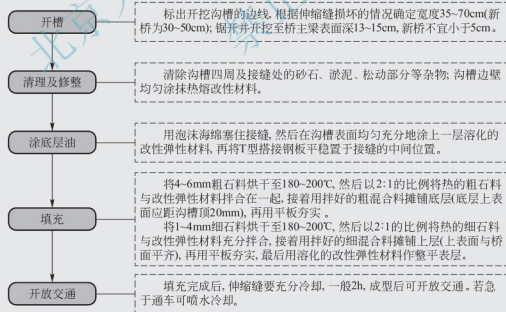 开槽
标出开挖沟槽的边线, 根据伸缩缝损坏的情况确定宽度35~70cm(新
桥为30~50cm); 锯开并开挖至桥主梁表面深13~15cm, 新桥不宜小于5cm。
清理及修整
清除沟槽四周及接缝处的砂石、淤泥、松动部分等杂物; 沟槽边壁
均匀涂抹热熔改性材料。
涂底层油
用泡沫海绵塞住接缝, 然后在沟槽表面均匀充分地涂上一层溶化的
改性弹性材料, 再将T型搭接钢板平稳置于接缝的中间位置。
填充
将4~6mm粗石料烘干至180~200℃, 然后以2:1的比例将热的粗石料
与改性弹性材料拌合在一起, 接着用拌好的粗混合料摊铺底层(底层上表
面应距沟槽顶20mm), 再用平板夯实 。
将1~4mm细石料烘干至180~200℃, 然后以2:1的比例将热的细石料
与改性弹性材料充分拌合, 接着用拌好的细混合料摊铺上层(上表面与桥
面平齐), 再用平板夯实, 最后用溶化的改性弹性材料作整平表层。
开放交通
填充完成后, 伸缩缝要充分冷却, 一般2h, 成型后可开放交通。若急
于通车可喷水冷却。